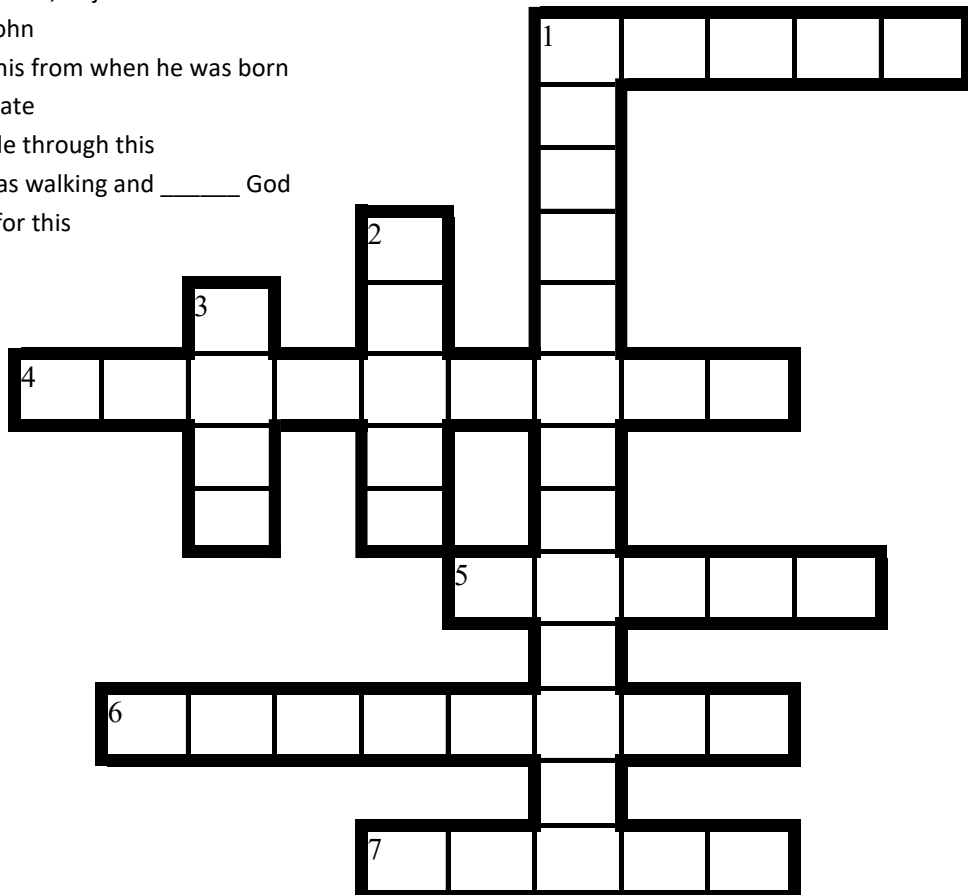 ohn
his from when he was born
ate
le through this
as walking and ______ God
for this
1
2
3
4
5
6
7